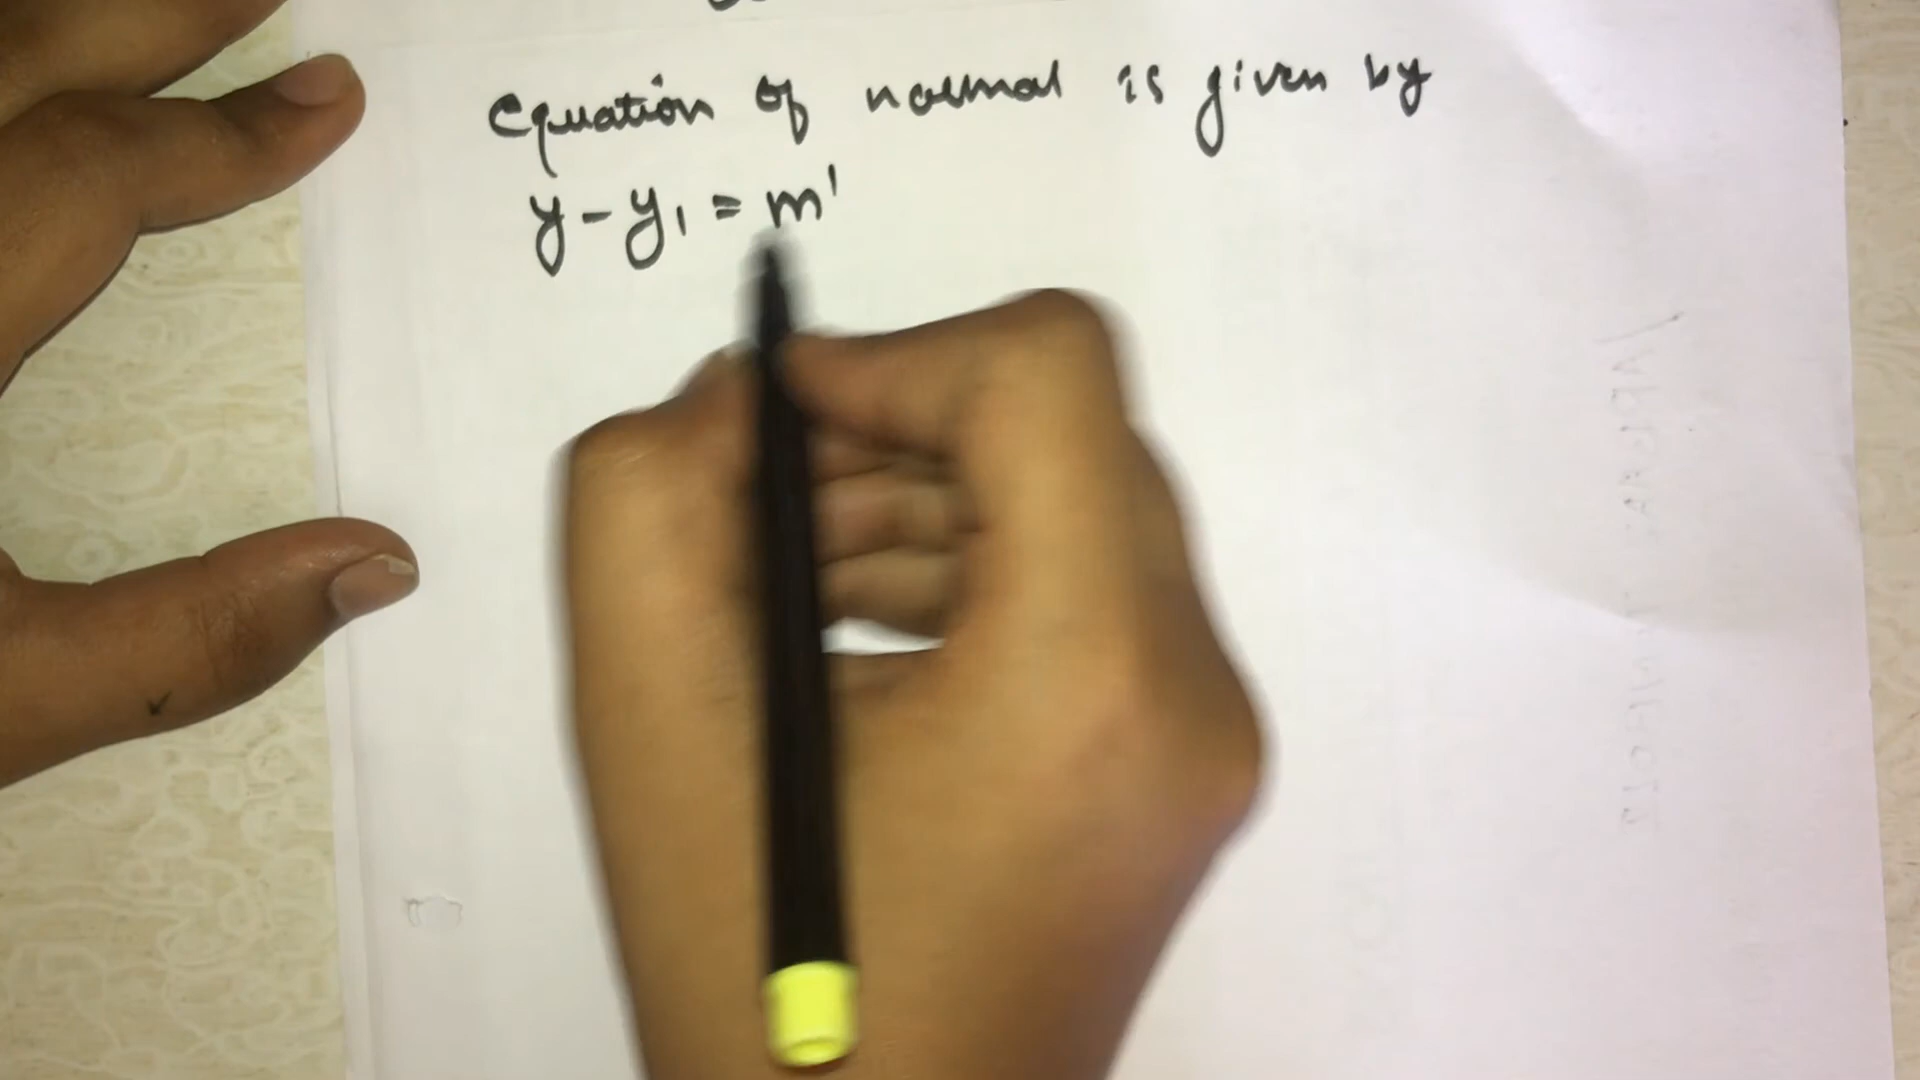 Equation of normal is given by
y - y₁ = m'